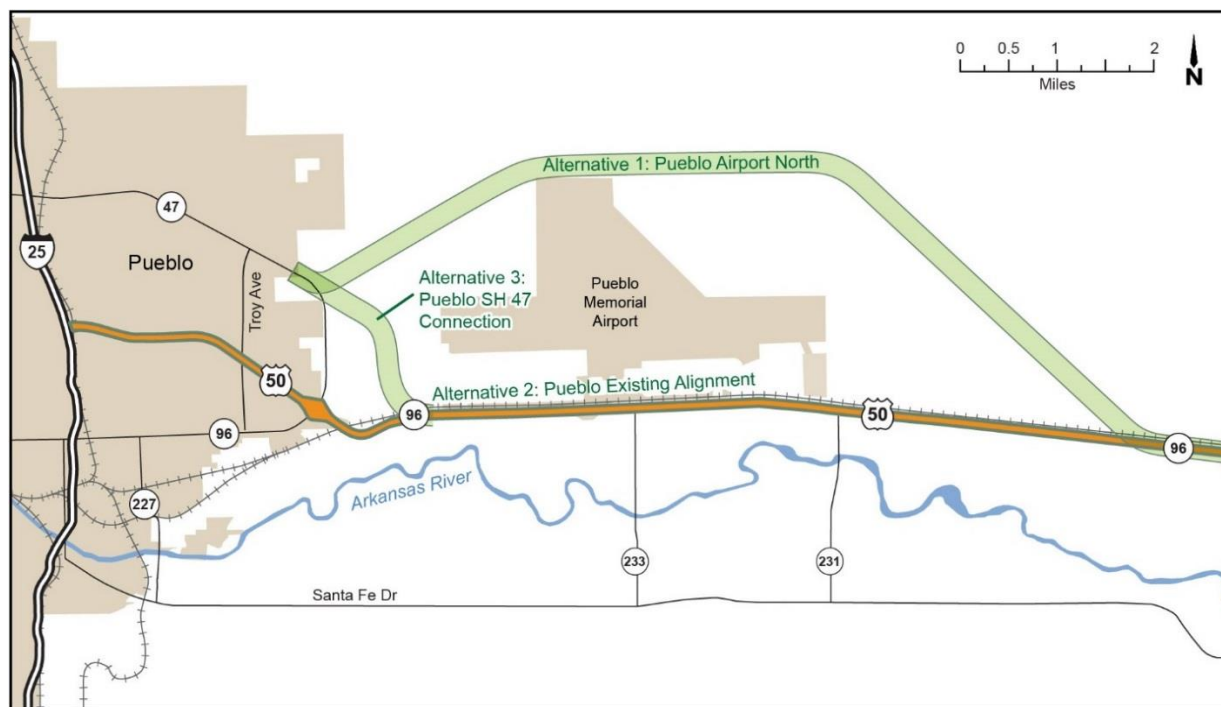 0 0.5 1 2
Miles
N
Alternative 1: Pueblo Airport North
47
25
Pueblo
Troy Ave
Alternative 3:
Pueblo SH 47
Connection
Pueblo
Memorial
Airport
50
Alternative 2: Pueblo Existing Alignment
96
50
96
96
227
Arkansas River
233
231
Santa Fe Dr